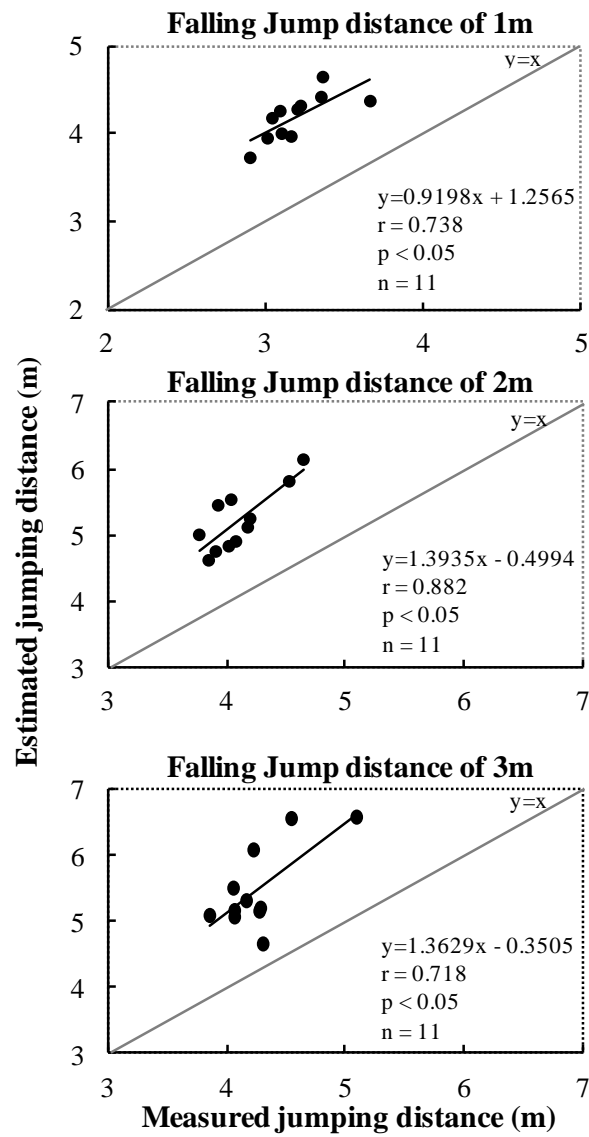 Falling Jump distance of 1m
5
4
3
2
y=x
y=0.9198x + 1.2565
r = 0.738
p < 0.05
n = 11
2 3 4 5
Estimated jumping distance (m)
Falling Jump distance of 2m
7
6
5
4
3
y=x
y=1.3935x - 0.4994
r = 0.882
p < 0.05
n = 11
3 4 5 6 7
Falling Jump distance of 3m
7
6
5
4
3
y=x
y=1.3629x - 0.3505
r = 0.718
p < 0.05
n = 11
3 4 5 6 7
Measured jumping distance (m)